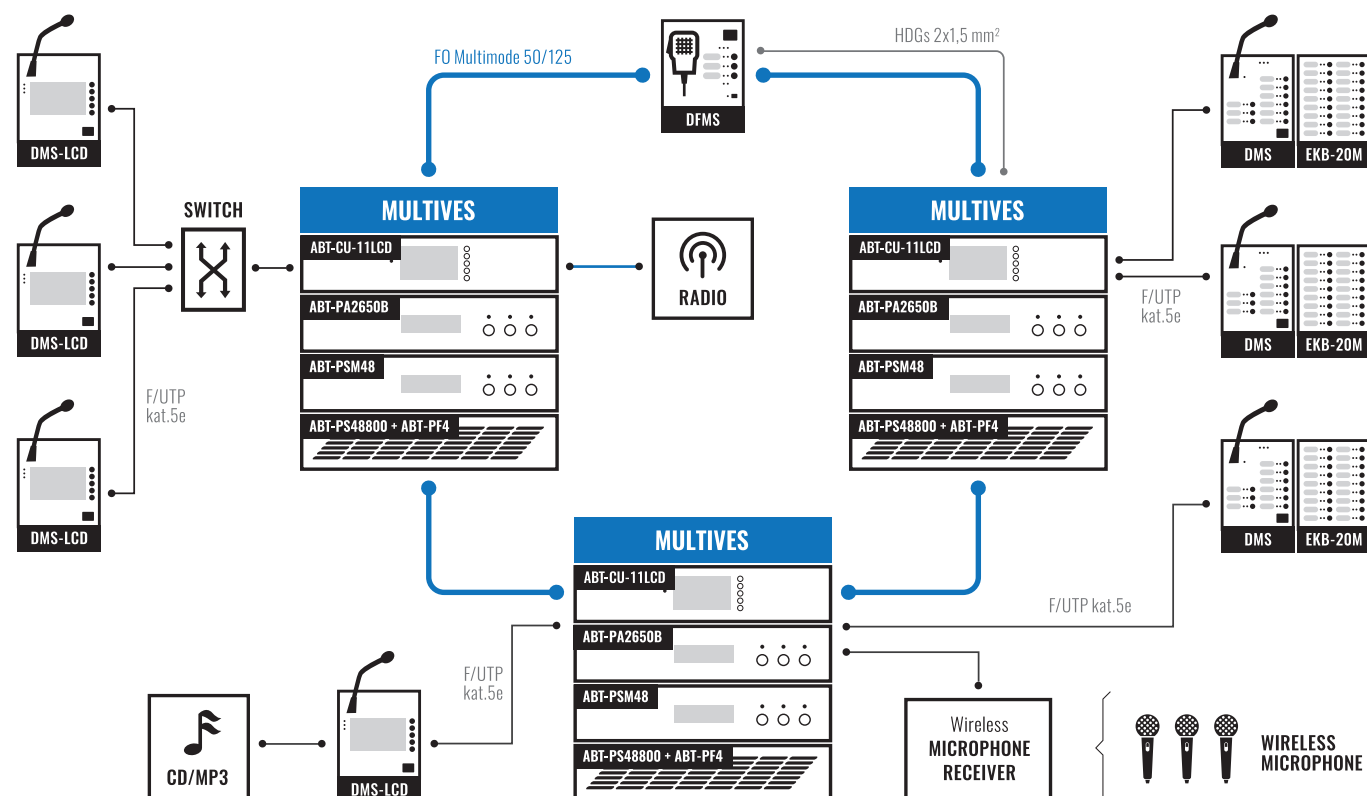 FO Multimode 50/125
HDGs 2x1,5 mm²
DFMS
DMS-LCD
DMS
EKB-20M
SWITCH
MULTIVES
ABT-CU-11LCD
ABT-PA2650B
ABT-PSM48
ABT-PS48800 + ABT-PF4
RADIO
MULTIVES
ABT-CU-11LCD
ABT-PA2650B
ABT-PSM48
ABT-PS48800 + ABT-PF4
F/UTP
kat.5e
DMS-LCD
DMS
EKB-20M
F/UTP
kat.5e
DMS-LCD
DMS
EKB-20M
MULTIVES
ABT-CU-11LCD
ABT-PA2650B
ABT-PSM48
ABT-PS48800 + ABT-PF4
F/UTP kat.5e
F/UTP
kat.5e
CD/MP3
DMS-LCD
Wireless
MICROPHONE
RECEIVER
WIRELESS
MICROPHONE